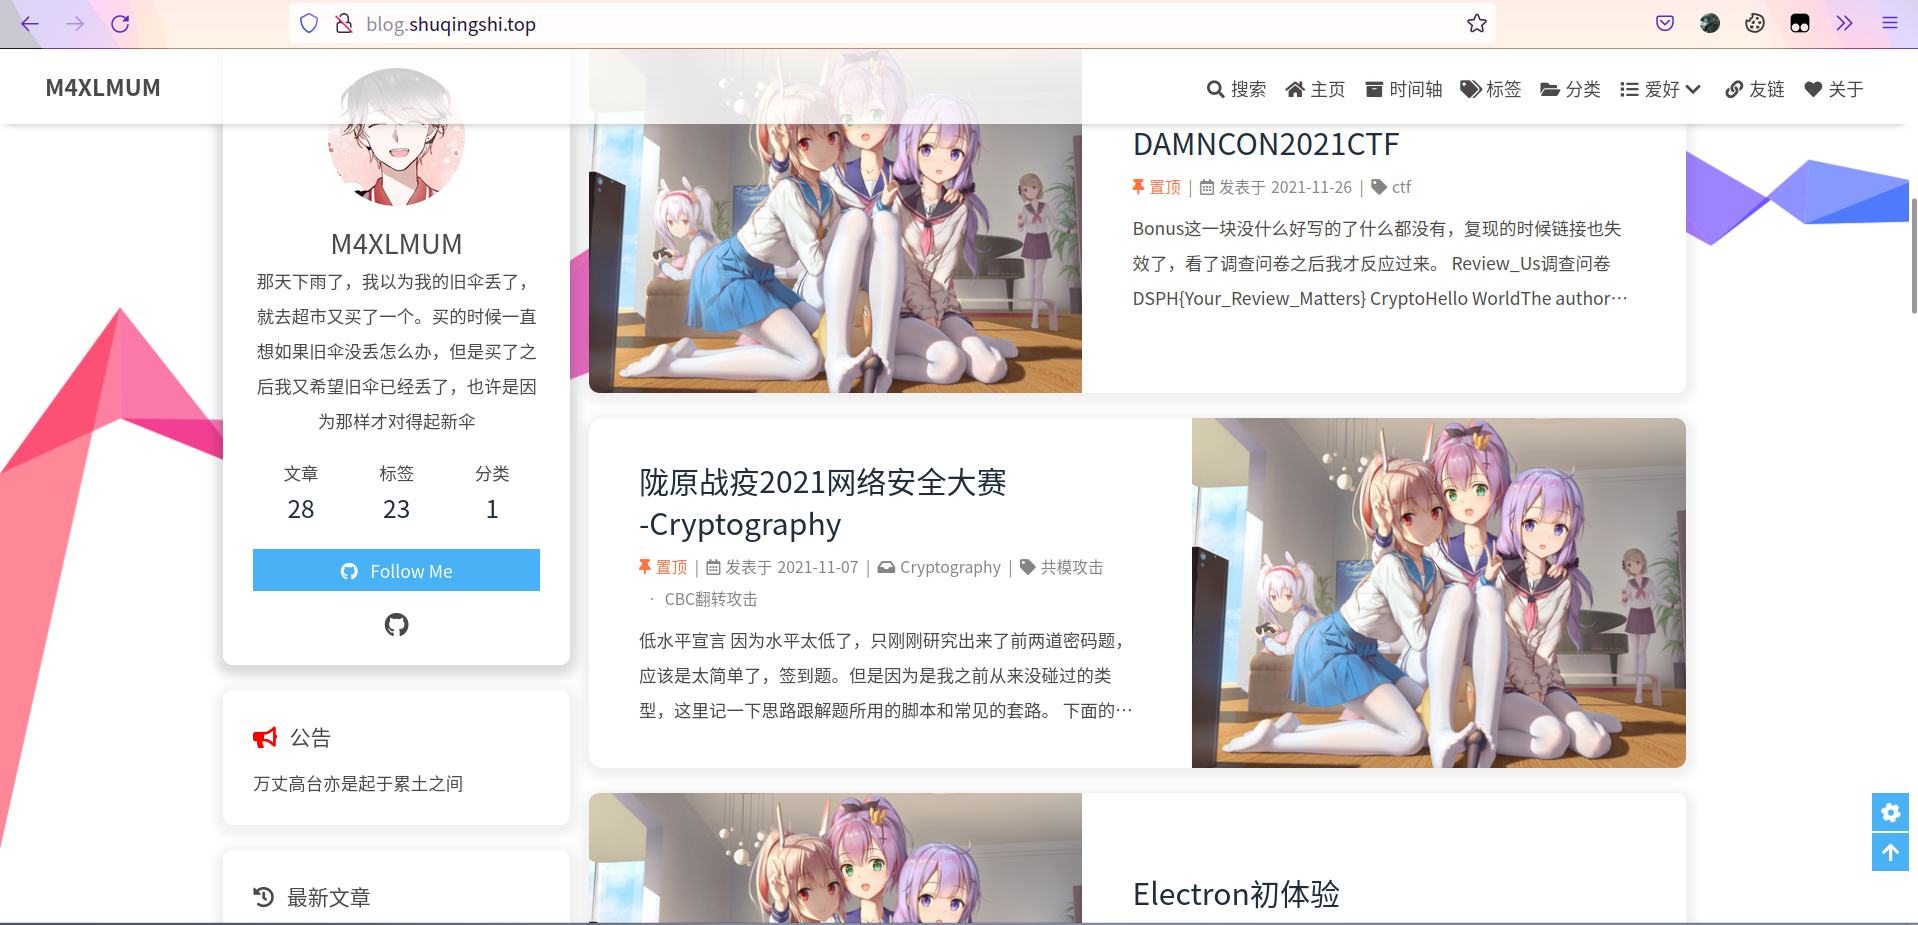 blog.shuqingshi.top
M4XLMUM
搜索 主页 时间轴 标签 分类 爱好 友链 关于
M4XLMUM
那天下雨了，我以为我的旧伞丢了，
就去超市又买了一个。买的时候一直
想如果旧伞没丢怎么办，但是买了之
后我又希望旧伞已经丢了，也许是因
为那样才对得起新伞
文章 标签 分类
28 23 1
Follow Me
公告
万丈高台亦是起于累土之间
最新文章
DAMNCON2021CTF
置顶 | 发表于 2021-11-26 | ctf
Bonus这一块没什么好写的了什么都没有，复现的时候链接也失
效了，看了调查问卷之后我才反应过来。 Review_Us调查问卷
DSPH{Your_Review_Matters} CryptoHello WorldThe author···
陇原战疫2021网络安全大赛
-Cryptography
置顶 | 发表于 2021-11-07 | Cryptography | 共模攻击
· CBC翻转攻击
低水平宣言 因为水平太低了，只刚刚研究出来了前两道密码题，
应该是太简单了，签到题。但是因为是我之前从来没碰过的类
型，这里记一下思路跟解题所用的脚本和常见的套路。 下面的···
Electron初体验